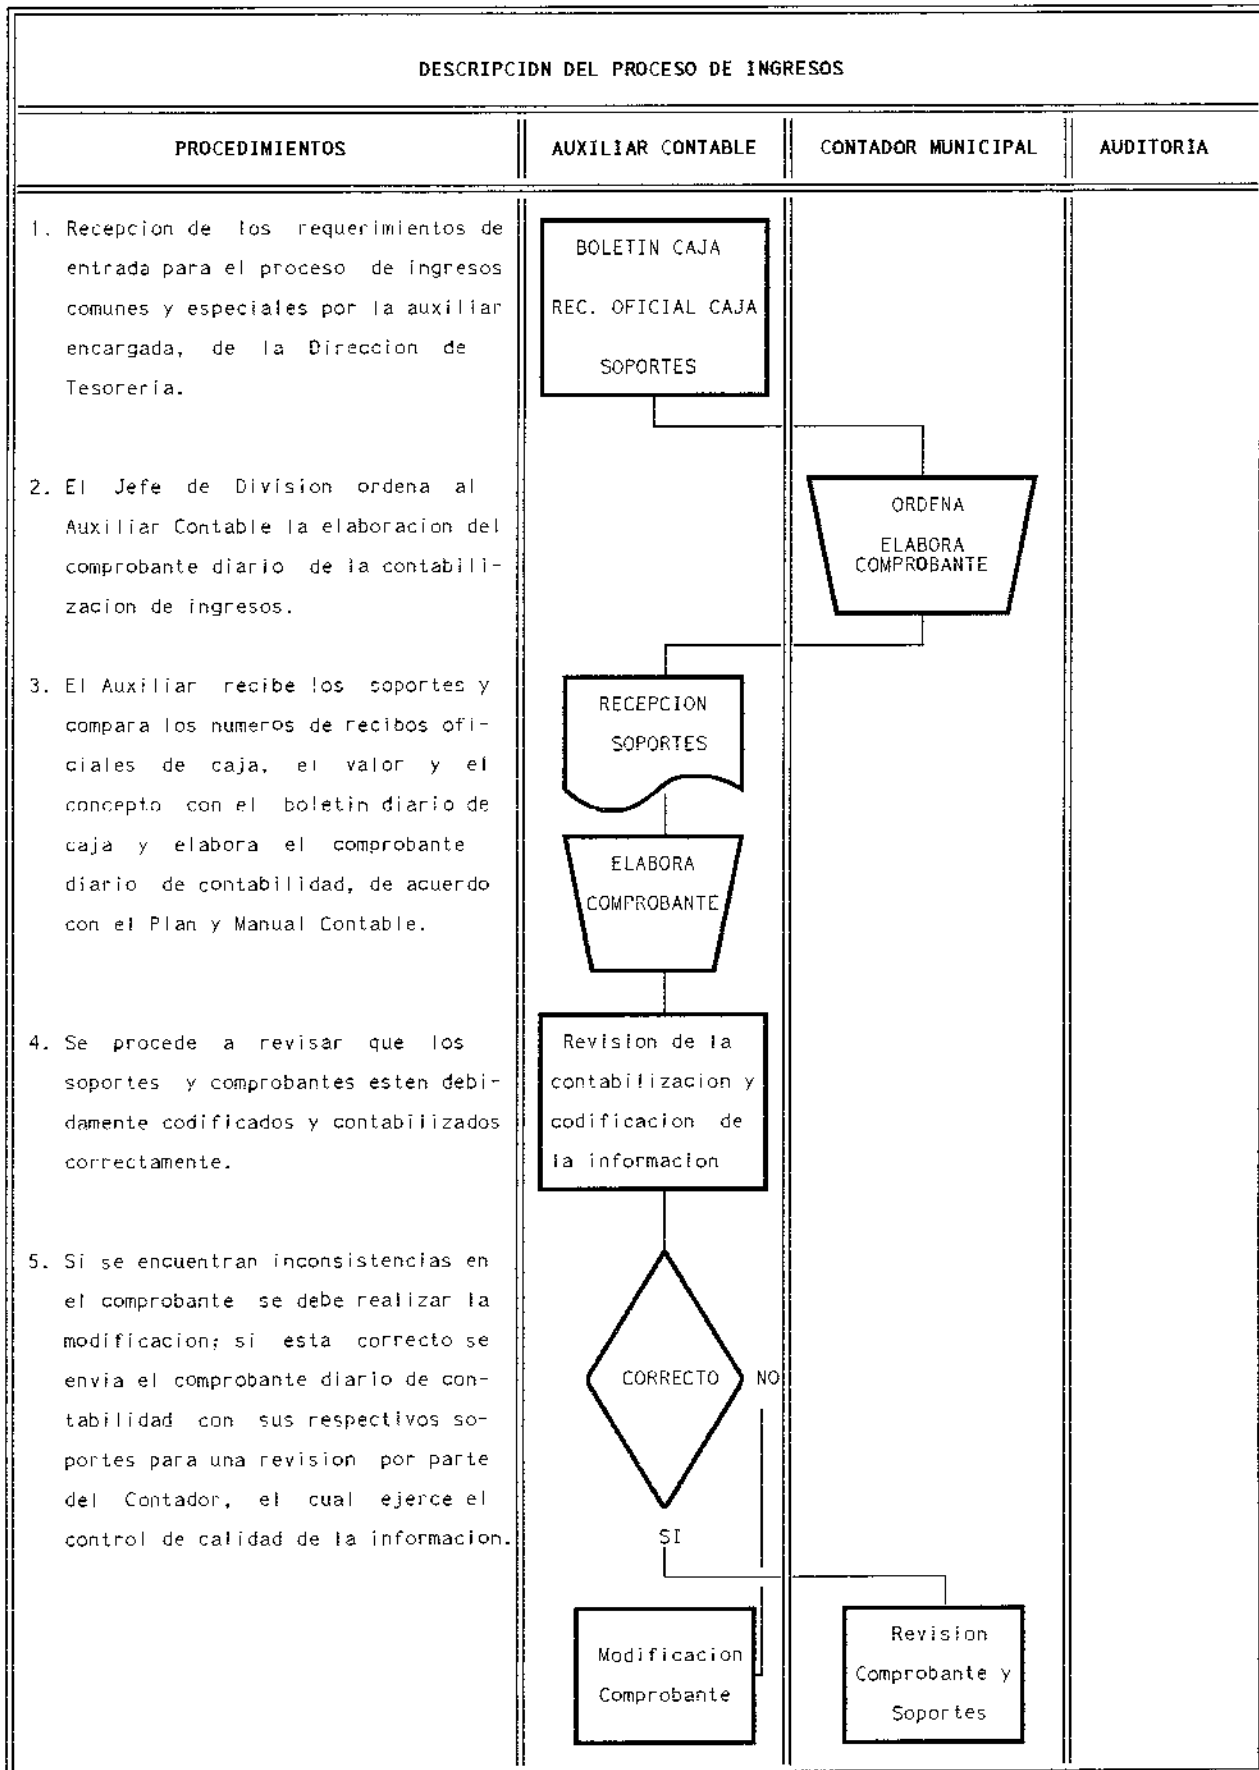 DESCRIPCIDN DEL PROCESO DE INGRESOS
PROCEDIMIENTOS
AUXILIAR CONTABLE
CONTADOR MUNICIPAL
AUDITORIA
1. Recepcion de los requerimientos de
entrada para el proceso de ingresos
comunes y especiales por la auxiliar
encargada, de la Direccion de
Tesorería.
BOLETIN CAJA
REC. OFICIAL CAJA
SOPORTES
2. El Jefe de Division ordena al
Auxiliar Contable la elaboracion del
comprobante diario de la contabili-
zacion de ingresos.
ORDENA
ELABORA
COMPROBANTE
3. El Auxiliar recibe los soportes y
compara los numeros de recibos ofi-
ciales de caja, el valor y el
concepto con el boletin diario de
caja y elabora el comprobante
diario de contabilidad, de acuerdo
con el Plan y Manual Contable.
RECEPCION
SOPORTES
ELABORA
COMPROBANTE
4. Se procede a revisar que los
soportes y comprobantes esten debi-
damente codificados y contabilizados
correctamente.
Revision de la
contabilizacion y
codificacion de
la informacion
5. Si se encuentran inconsistencias en
el comprobante se debe realizar la
modificacion; si esta correcto se
envia el comprobante diario de con-
tabilidad con sus respectivos so-
portes para una revision por parte
del Contador, el cual ejerce el
control de calidad de la informacion.
CORRECTO
NO
SI
Modificacion
Comprobante
Revision
Comprobante y
Soportes